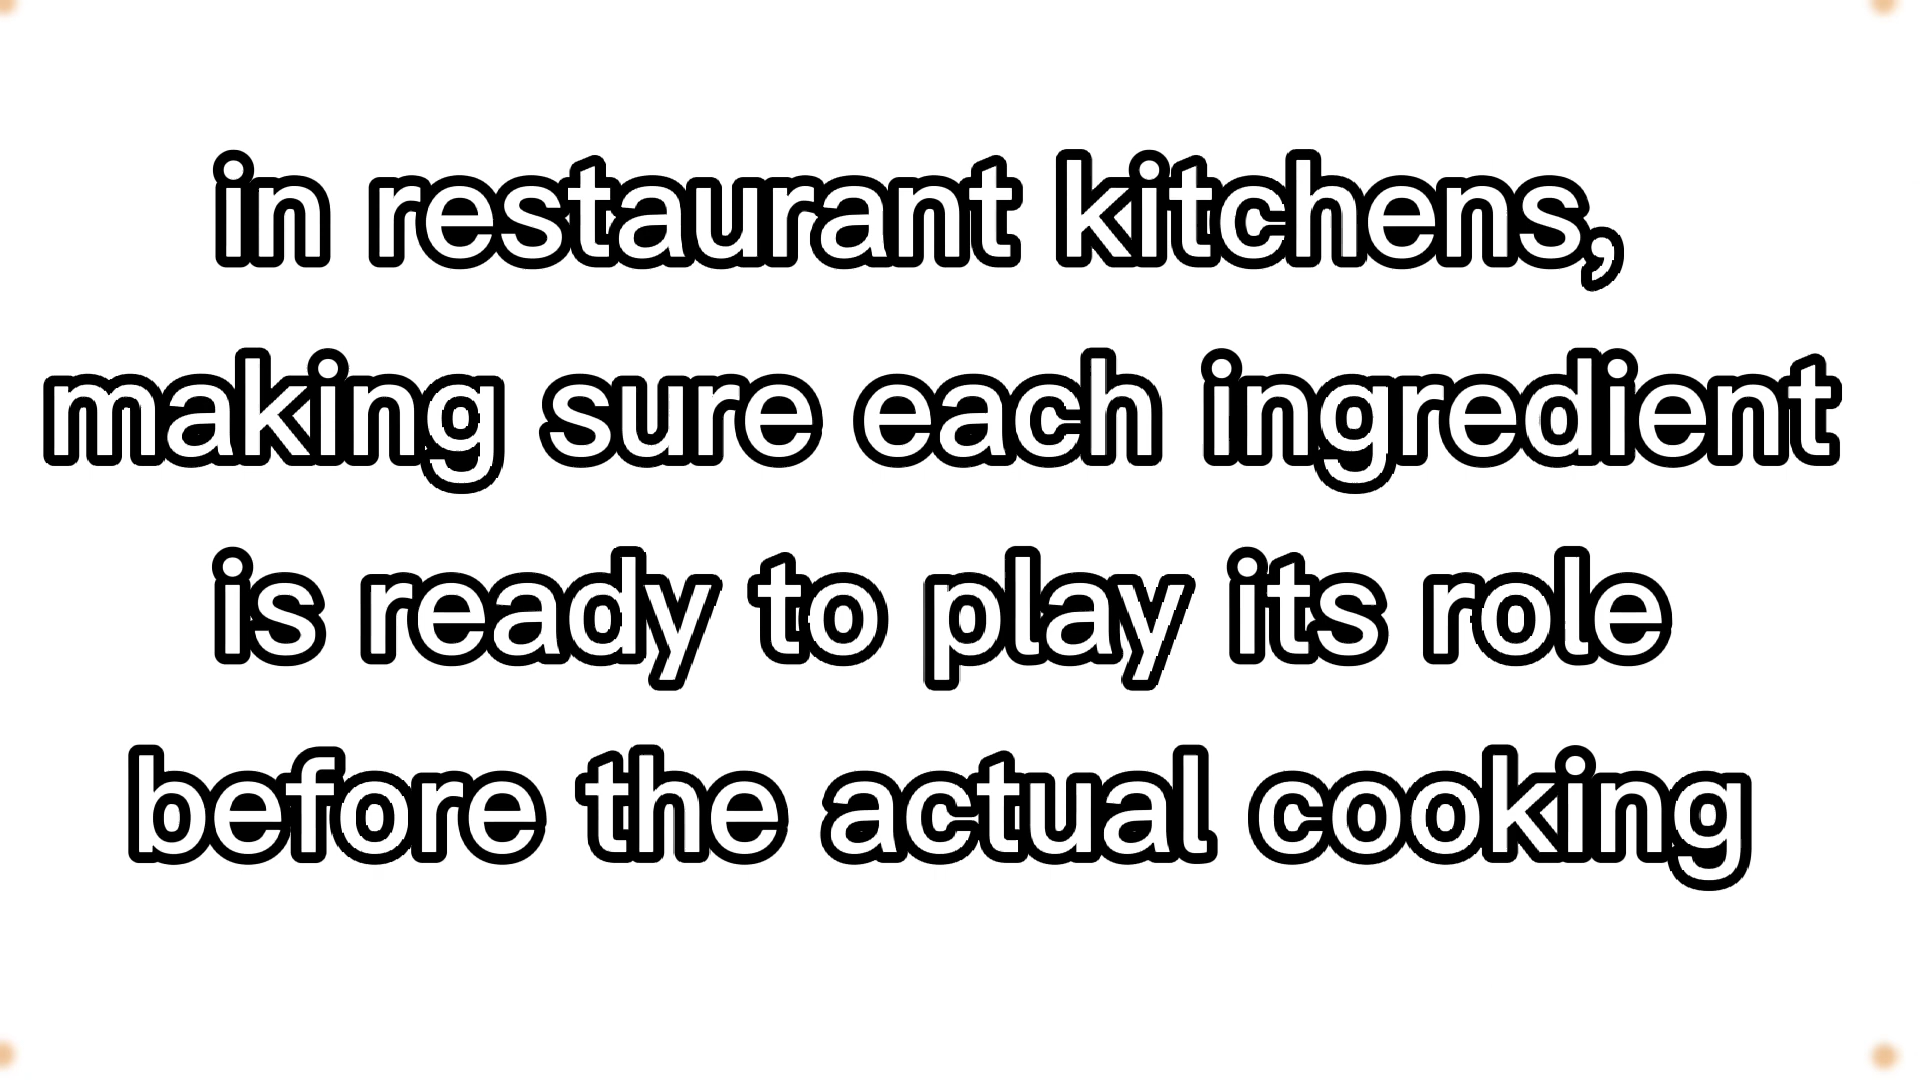 in restaurant kitchens,
making sure each ingredient
is ready to play its role
before the actual cooking